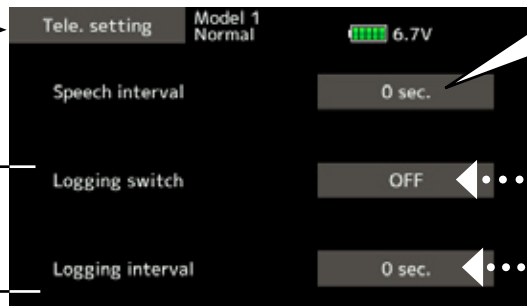 Tele. setting
Model 1
Normal
6.7V
Speech interval
0 sec.
Logging switch
OFF
Logging interval
0 sec.